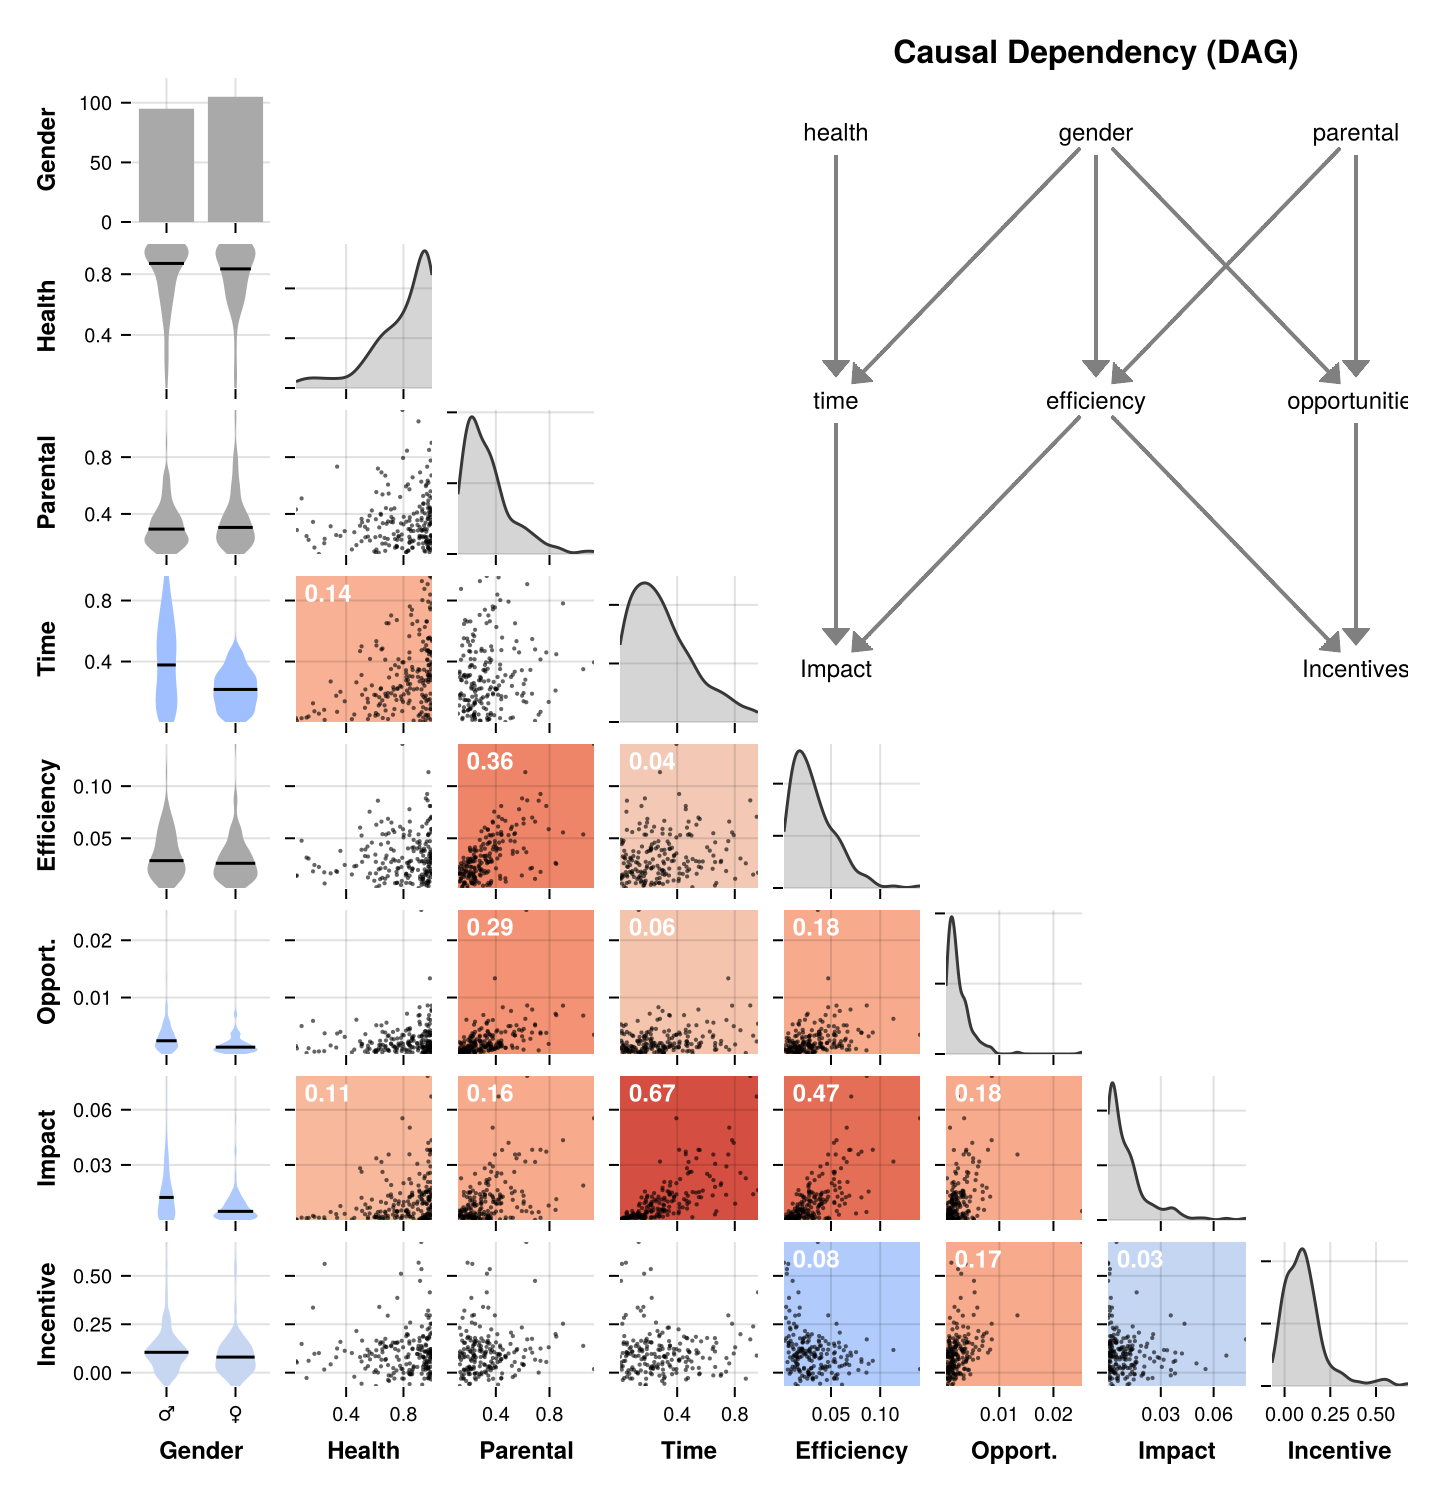 Causal Dependency (DAG)
health gender parental
time efficiency opportunitie
Impact Incentives
Gender
100
50
0
Health
0.8
0.4
Parental
0.8
0.4
Time
0.8
0.4
0.14
Efficiency
0.10
0.05
0.36 0.04
Opport.
0.02
0.01
0.29 0.06 0.18
Impact
0.06
0.03
0.11 0.16 0.67 0.47 0.18
Incentive
0.50
0.25
0.00
0.08 0.17 0.03
♂ ♀ 0.4 0.8 0.4 0.8 0.4 0.8 0.05 0.10 0.01 0.02 0.03 0.06 0.00 0.25 0.50
Gender Health Parental Time Efficiency Opport. Impact Incentive